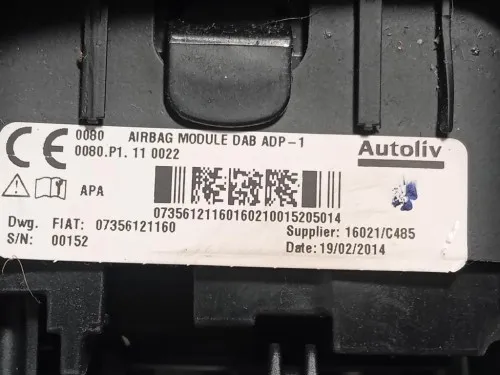 CE 0080 AIRBAG MODULE DAB ADP-1 Autoliv
0080.P1. 11 0022
APA
07356121160160210015205014
Dwg. FIAT: 07356121160 Supplier: 16021/C485
S/N: 00152 Date: 19/02/2014